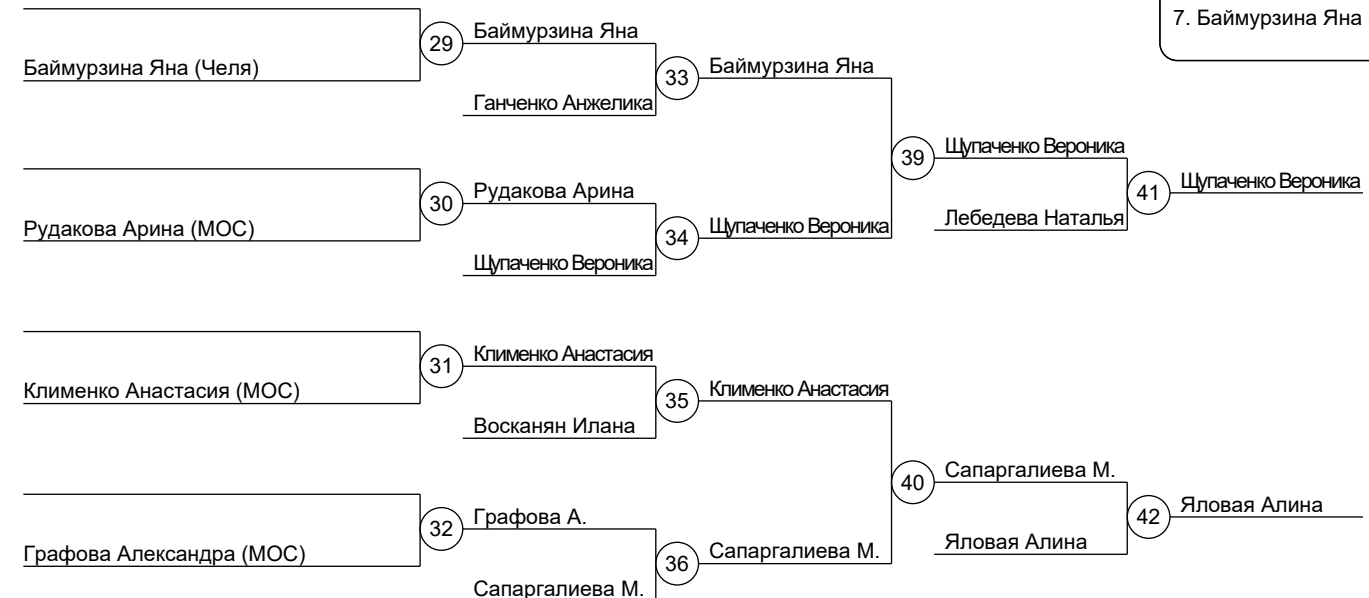 7. Баймурзина Яна
29
Баймурзина Яна
Баймурзина Яна (Челя)
33
Баймурзина Яна
Ганченко Анжелика
39
Щупаченко Вероника
30
Рудакова Арина
41
Щупаченко Вероника
Рудакова Арина (МОС)
34
Щупаченко Вероника
Лебедева Наталья
Щупаченко Вероника
31
Клименко Анастасия
Клименко Анастасия (МОС)
35
Клименко Анастасия
Восканян Илана
40
Сапаргалиева М.
32
Графова А.
42
Яловая Алина
Графова Александра (МОС)
36
Сапаргалиева М.
Яловая Алина
Сапаргалиева М.